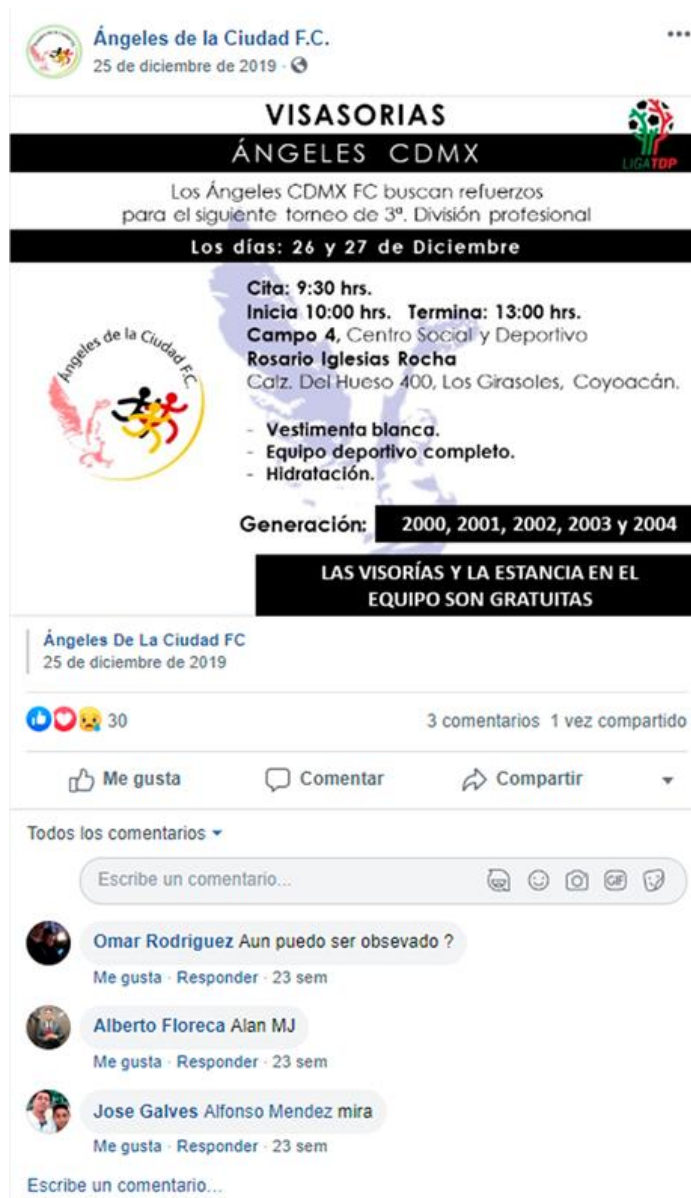 Ángeles de la Ciudad F.C.
25 de diciembre de 2019 ·
VISASORIAS
ÁNGELES CDMX
LIGATDP
Los Ángeles CDMX FC buscan refuerzos
para el siguiente torneo de 3ª. División profesional
Los días: 26 y 27 de Diciembre
Cita: 9:30 hrs.
Inicia 10:00 hrs. Termina: 13:00 hrs.
Campo 4, Centro Social y Deportivo
Rosario Iglesias Rocha
Calz. Del Hueso 400, Los Girasoles, Coyoacán.
Ángeles de la Ciudad F.C.
- Vestimenta blanca.
- Equipo deportivo completo.
- Hidratación.
Generación: 2000, 2001, 2002, 2003 y 2004
LAS VISORÍAS Y LA ESTANCIA EN EL
EQUIPO SON GRATUITAS
Ángeles De La Ciudad FC
25 de diciembre de 2019
30 3 comentarios 1 vez compartido
Me gusta Comentar Compartir
Todos los comentarios
Escribe un comentario... GIF
Omar Rodriguez Aun puedo ser obsevado ?
Me gusta · Responder · 23 sem
Alberto Floreca Alan MJ
Me gusta · Responder · 23 sem
Jose Galves Alfonso Mendez mira
Me gusta · Responder · 23 sem
Escribe un comentario...